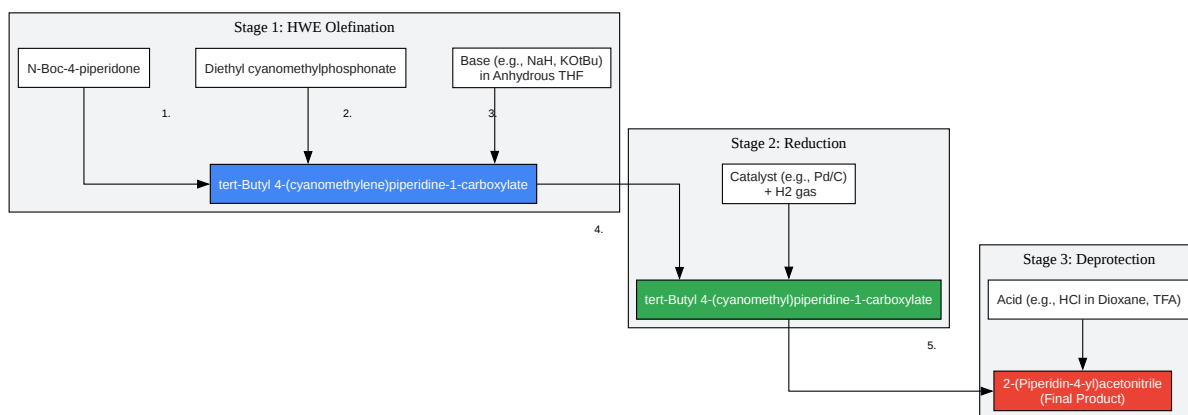 Stage 1: HWE Olefination
N-Boc-4-piperidone
Diethyl cyanomethylphosphonate
Base (e.g., NaH, KOtBu)
in Anhydrous THF
1.
2.
3.
tert-Butyl 4-(cyanomethylene)piperidine-1-carboxylate
4.
Stage 2: Reduction
Catalyst (e.g., Pd/C)
+ H2 gas
tert-Butyl 4-(cyanomethyl)piperidine-1-carboxylate
5.
Stage 3: Deprotection
Acid (e.g., HCl in Dioxane, TFA)
2-(Piperidin-4-yl)acetonitrile
(Final Product)